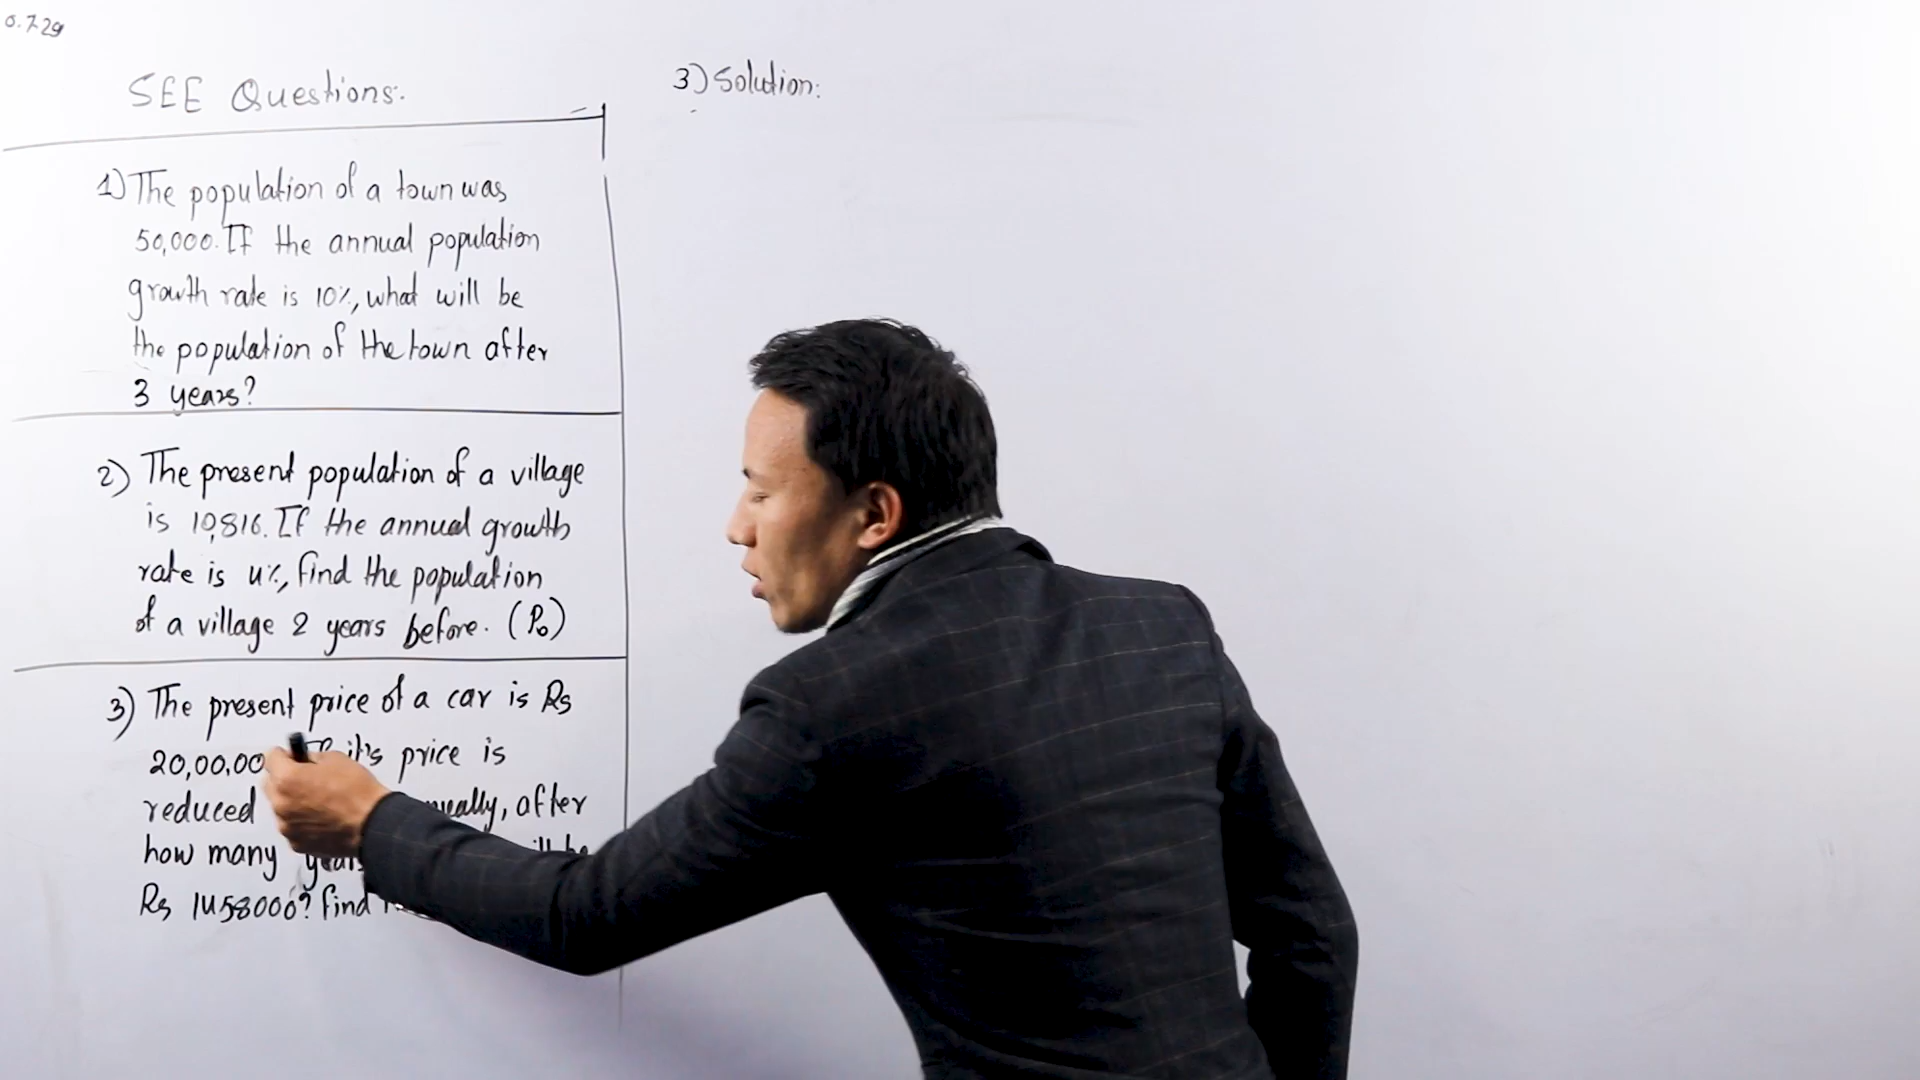 0.729
SEE Questions:
1) The population of a town was
50,000. If the annual population
growth rate is 10%, what will be
the population of the town after
3 years?
2) The present population of a village
is 10,816. If the annual growth
rate is 4%, find the population
of a village 2 years before. (P₀)
3) The present price of a car is Rs
20,00,00 If it's price is
reduced after
how many years will be
Rs 1458000? find
3) Solution: